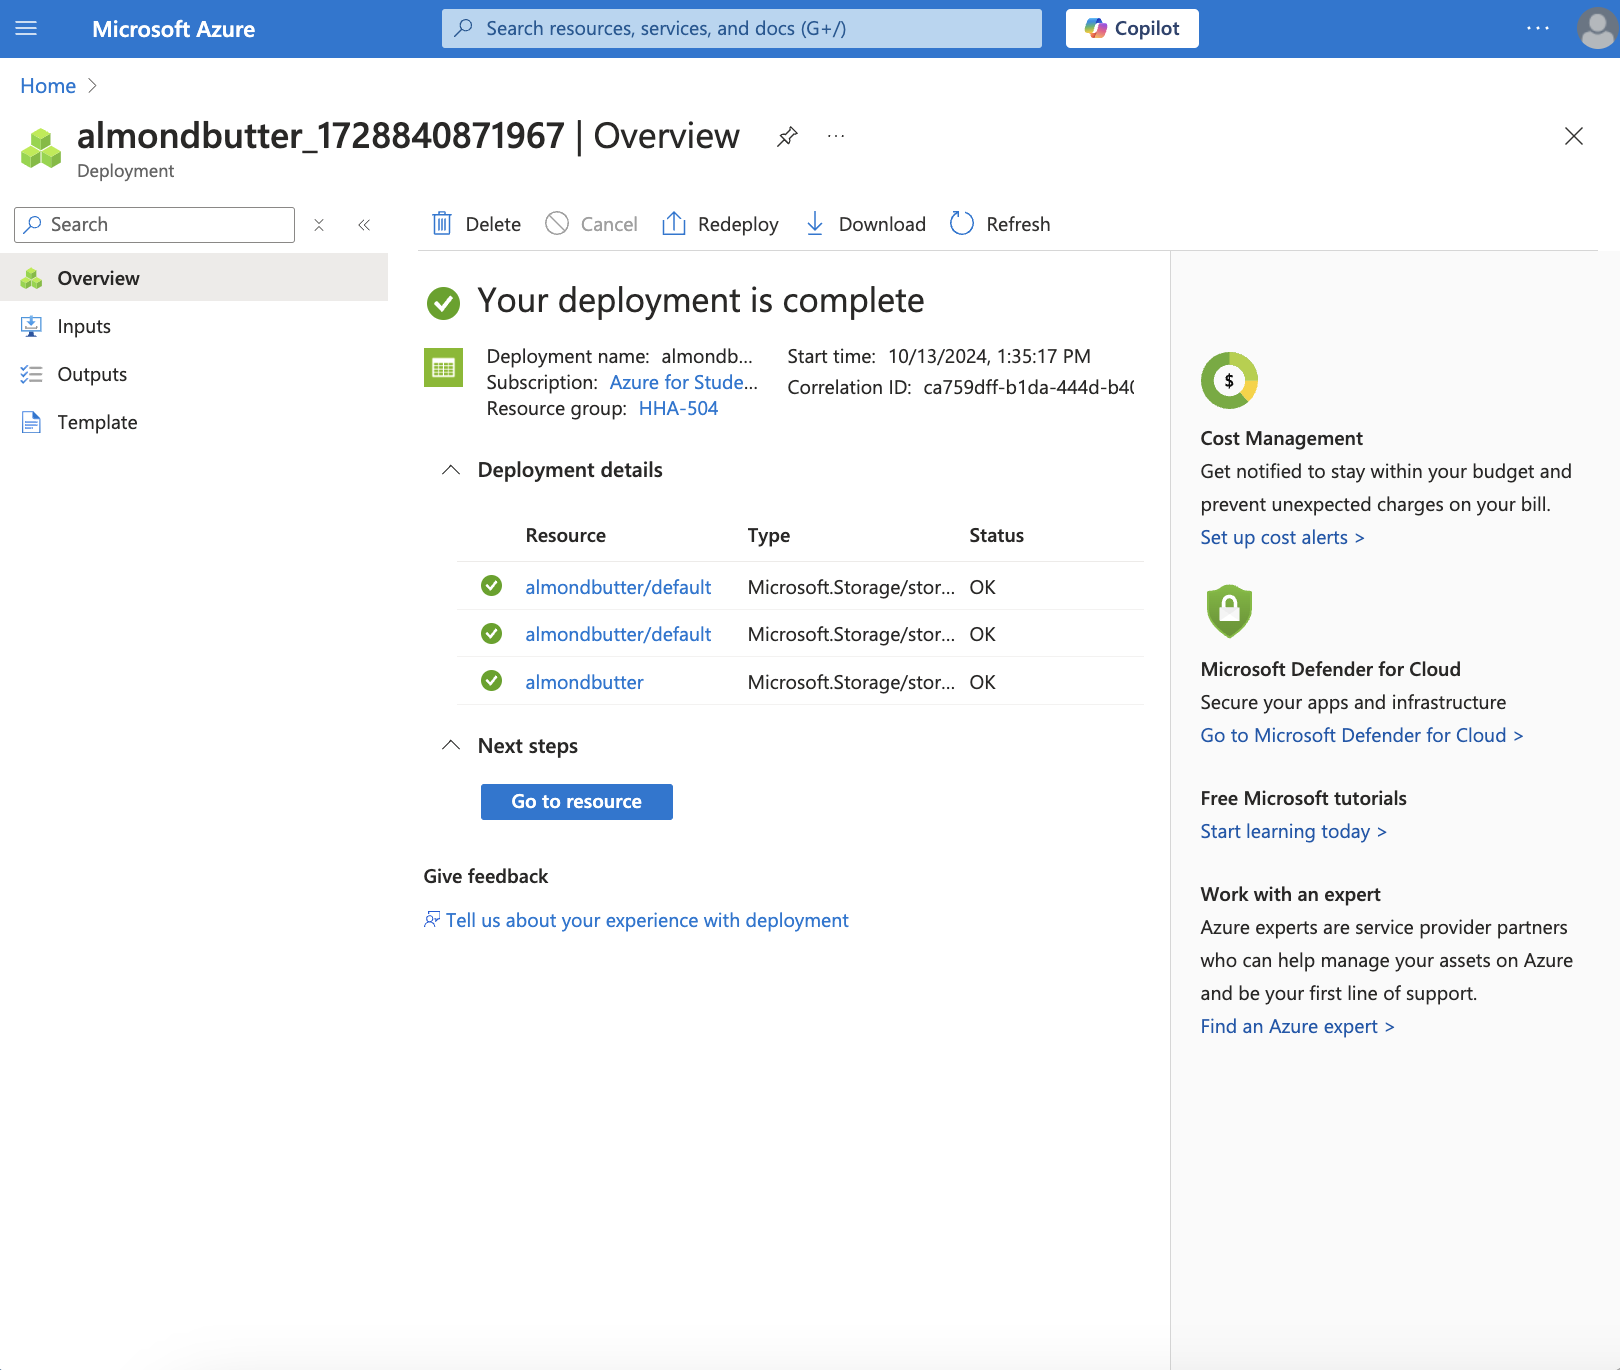 Microsoft Azure
Search resources, services, and docs (G+/)
Copilot
Home
almondbutter_1728840871967 | Overview
Deployment
Search
Overview
Inputs
Outputs
Template
Delete
Cancel
Redeploy
Download
Refresh
Your deployment is complete
Deployment name: almondb...
Subscription: Azure for Stude...
Resource group: HHA-504
Start time: 10/13/2024, 1:35:17 PM
Correlation ID: ca759dff-b1da-444d-b40
Deployment details
Resource Type Status
almondbutter/default Microsoft.Storage/stor... OK
almondbutter/default Microsoft.Storage/stor... OK
almondbutter Microsoft.Storage/stor... OK
Next steps
Go to resource
Give feedback
Tell us about your experience with deployment
$
Cost Management
Get notified to stay within your budget and
prevent unexpected charges on your bill.
Set up cost alerts >
Microsoft Defender for Cloud
Secure your apps and infrastructure
Go to Microsoft Defender for Cloud >
Free Microsoft tutorials
Start learning today >
Work with an expert
Azure experts are service provider partners
who can help manage your assets on Azure
and be your first line of support.
Find an Azure expert >